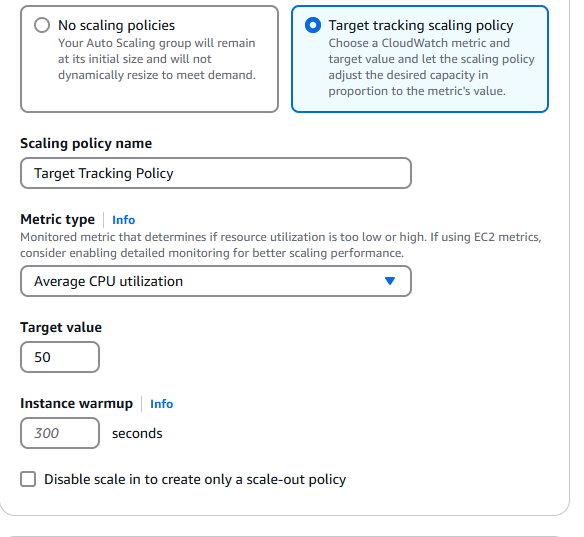 No scaling policies
Your Auto Scaling group will remain
at its initial size and will not
dynamically resize to meet demand.
Target tracking scaling policy
Choose a CloudWatch metric and
target value and let the scaling policy
adjust the desired capacity in
proportion to the metric's value.
Scaling policy name
Target Tracking Policy
Metric type Info
Monitored metric that determines if resource utilization is too low or high. If using EC2 metrics,
consider enabling detailed monitoring for better scaling performance.
Average CPU utilization
Target value
50
Instance warmup Info
300 seconds
Disable scale in to create only a scale-out policy